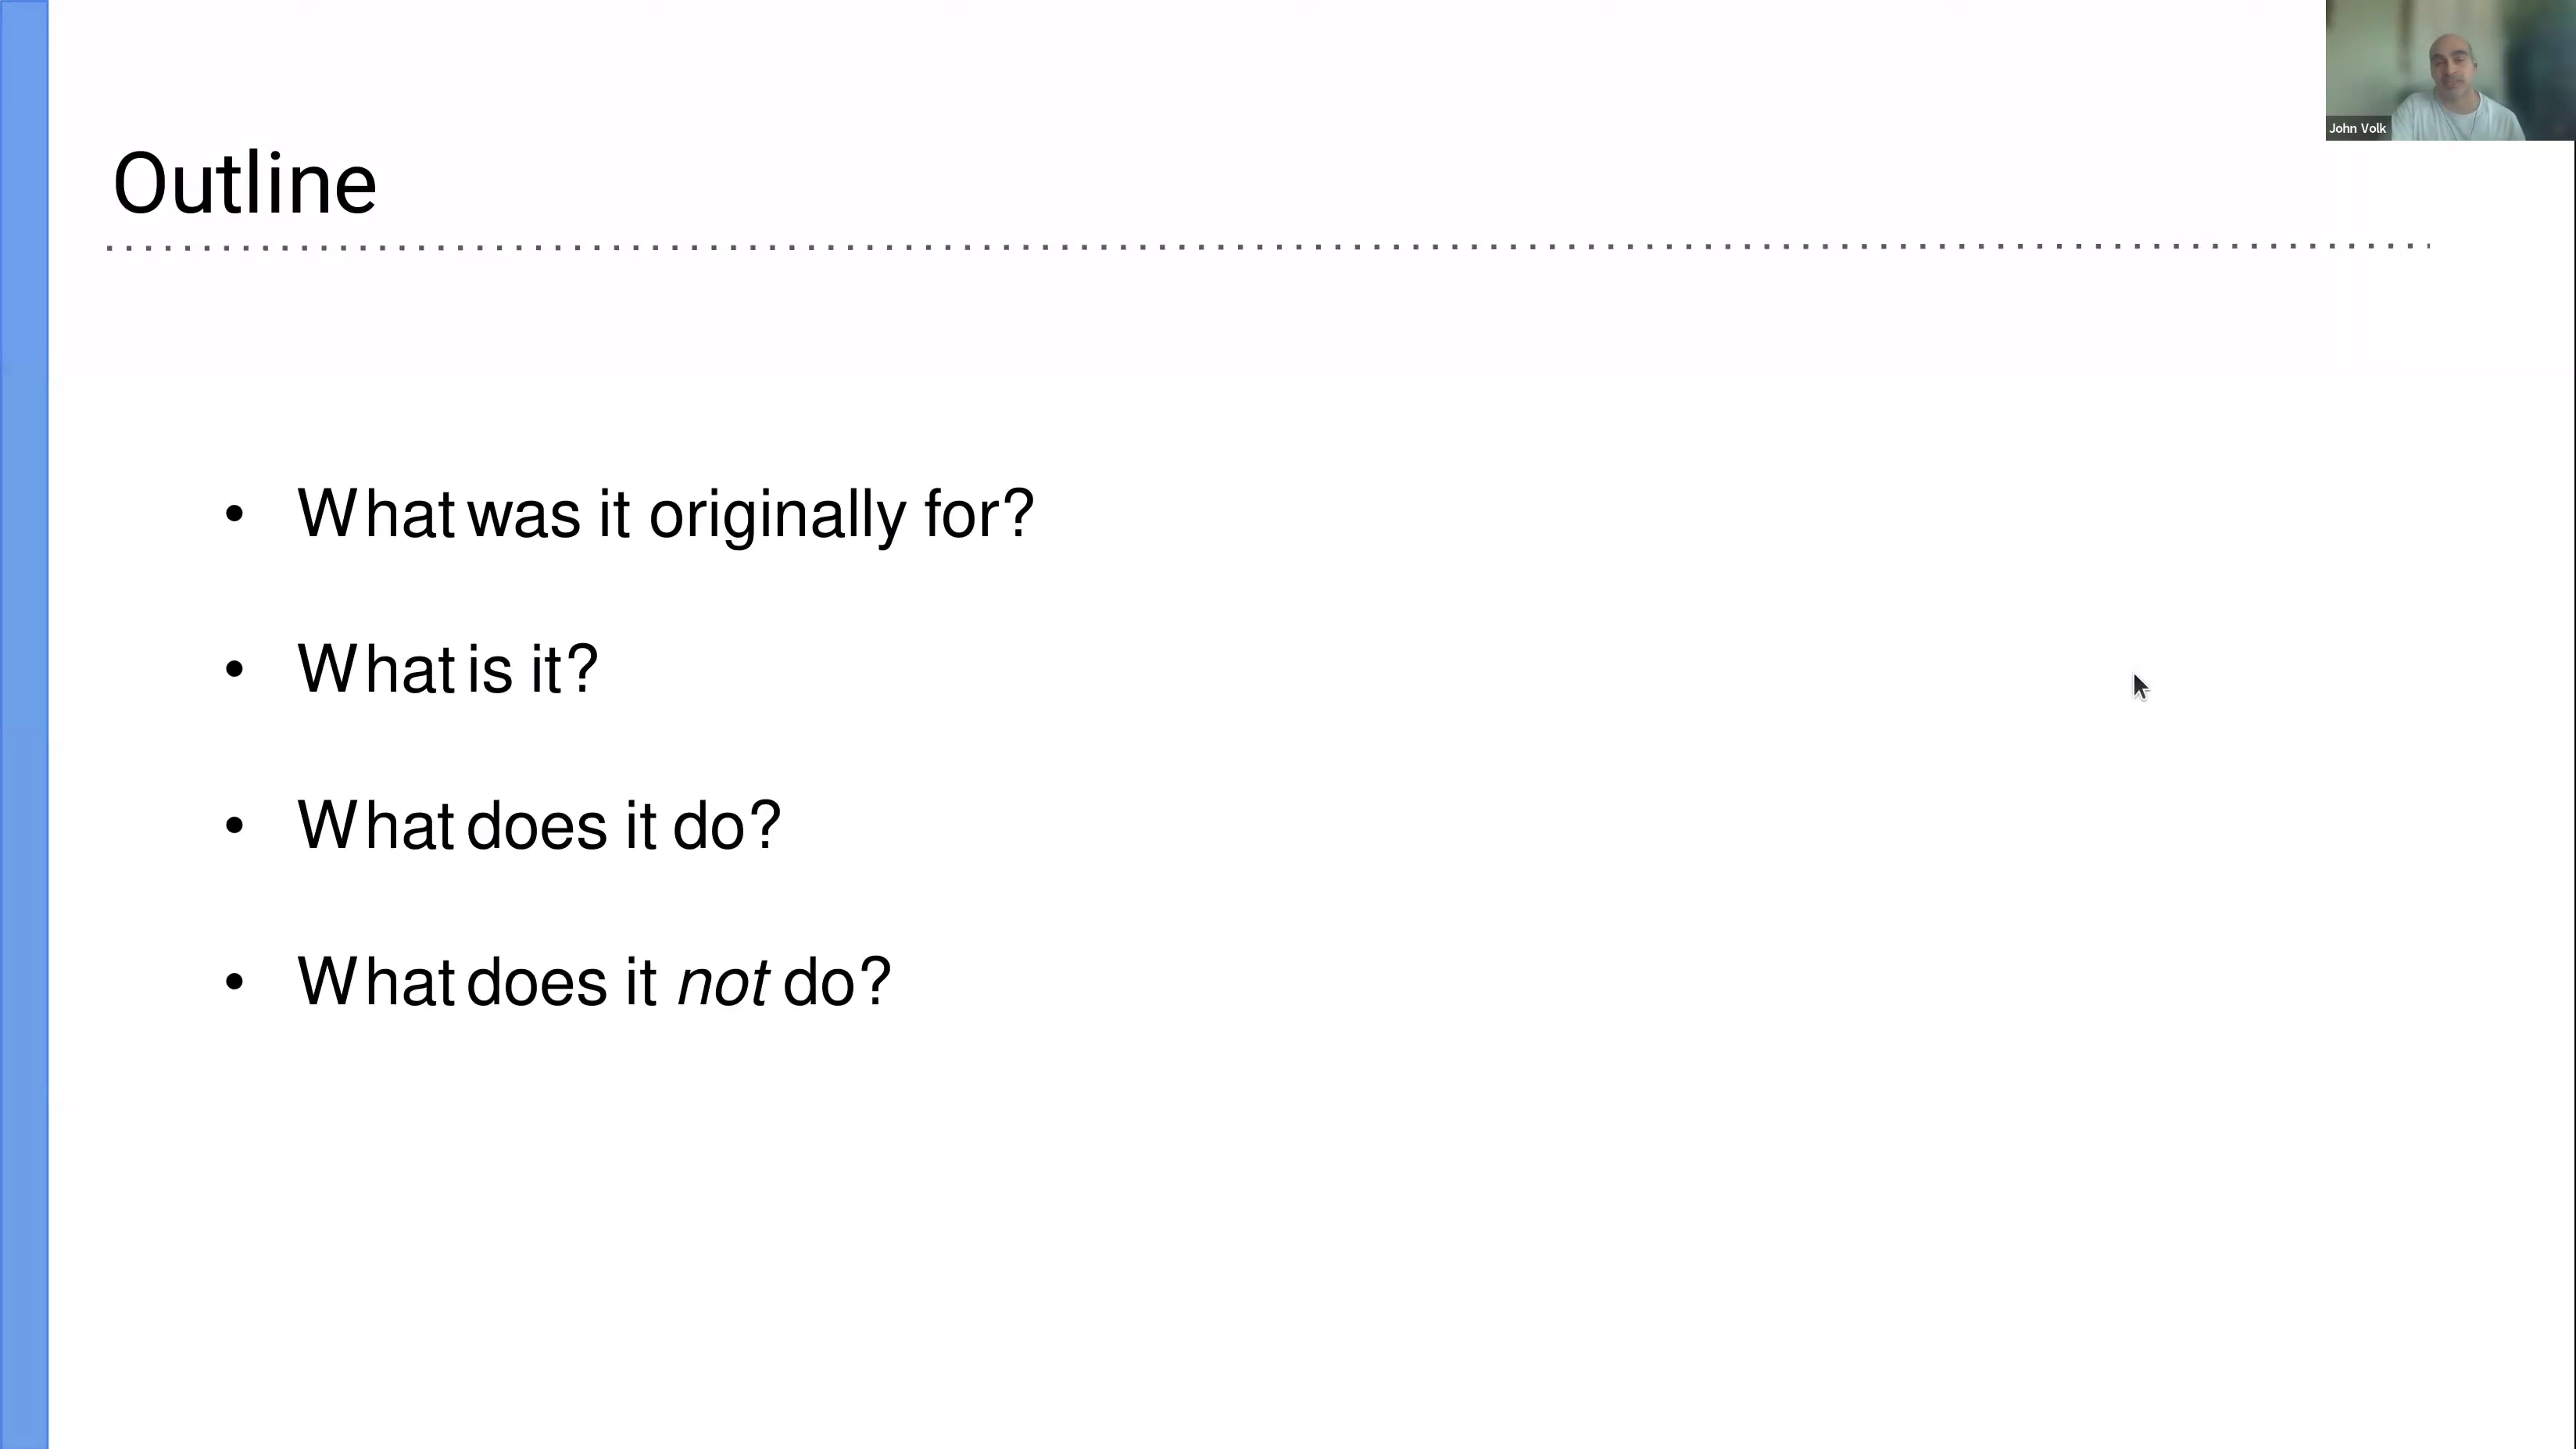 John Volk
Outline
• What was it originally for?
• What is it?
• What does it do?
• What does it not do?